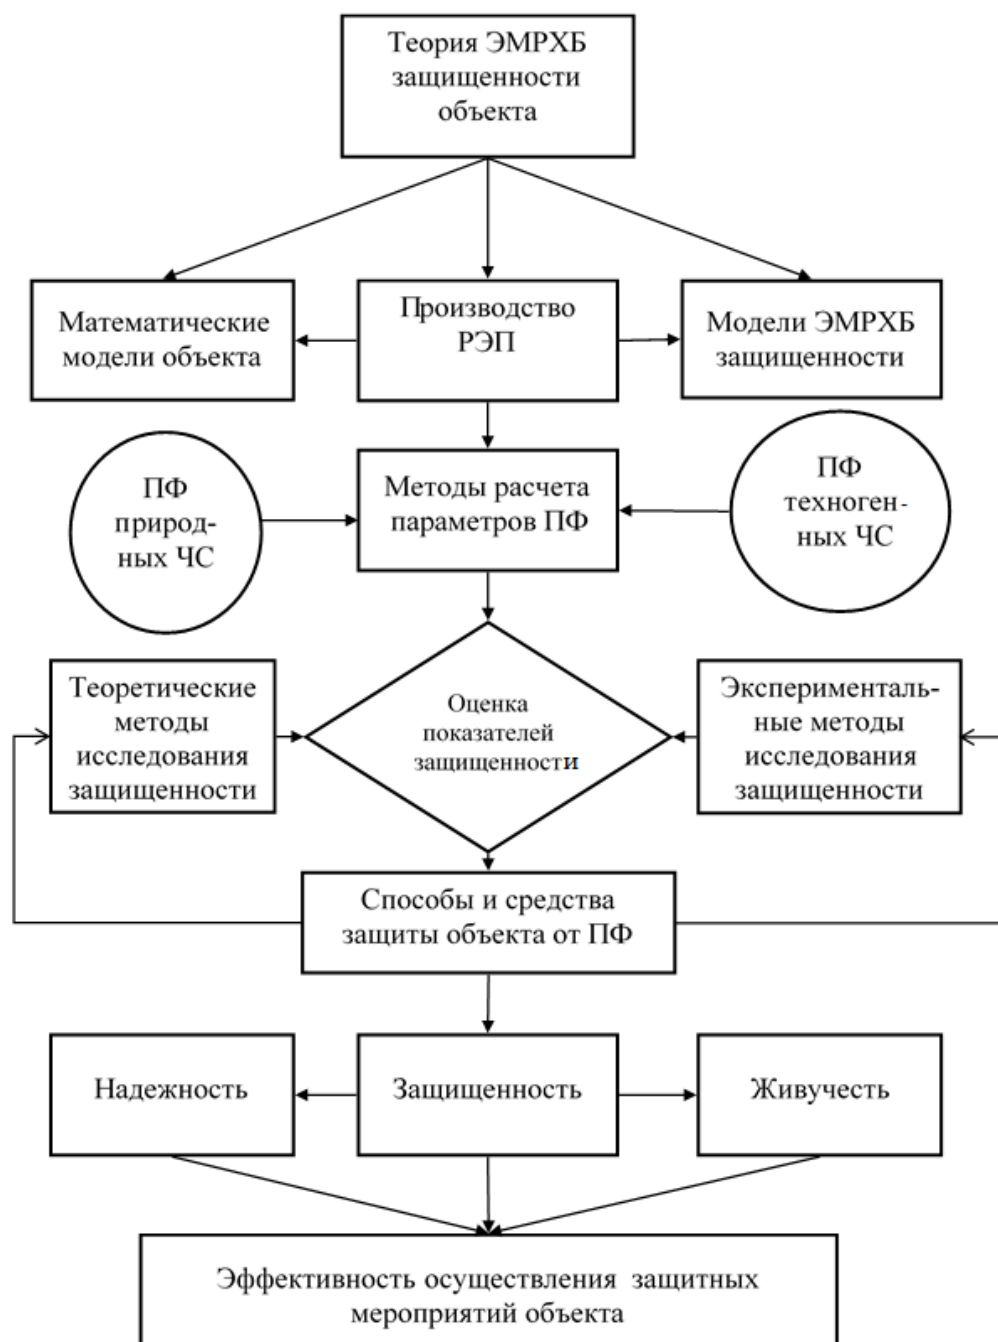 Теория ЭМРХБ
защищенности
объекта
Математические
модели объекта
Производство
РЭП
Модели ЭМРХБ
защищенности
ПФ
природ-
ных ЧС
Методы расчета
параметров ПФ
ПФ
техноген-
ных ЧС
Теоретические
методы
исследования
защищенности
Оценка
показателей
защищенности
Эксперименталь-
ные методы
исследования
защищенности
Способы и средства
защиты объекта от ПФ
Надежность
Защищенность
Живучесть
Эффективность осуществления защитных
мероприятий объекта